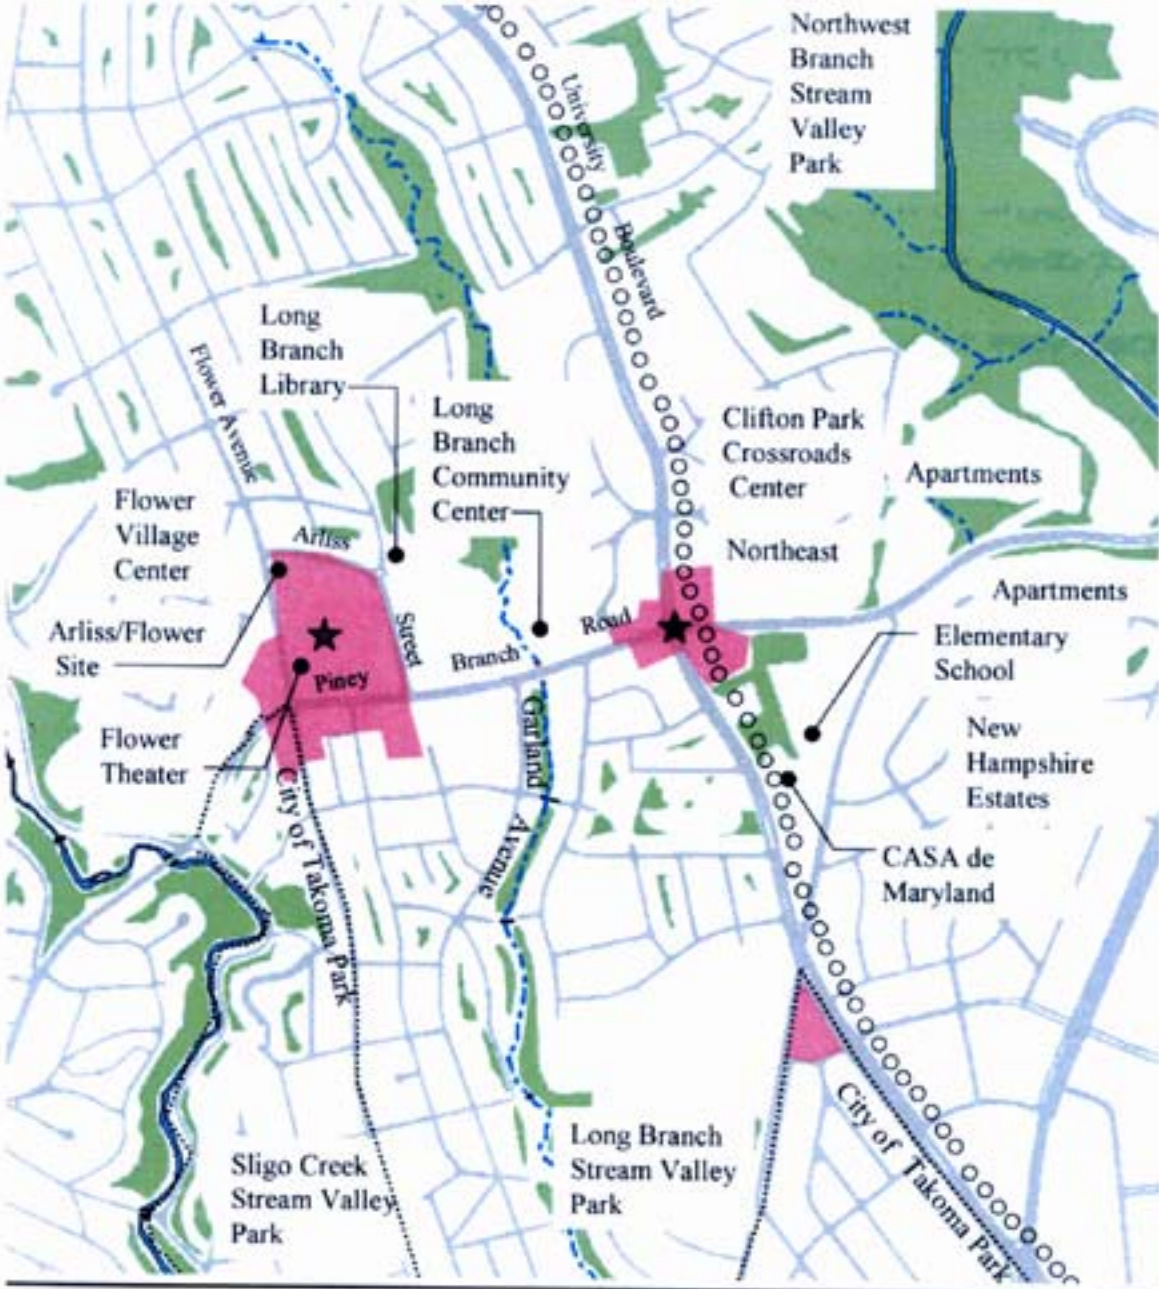 Northwest
Branch
Stream
Valley
Park
University
Boulevard
Long
Branch
Library
Flower Avenue
Long
Branch
Community
Center
Clifton Park
Crossroads
Center
Apartments
Flower
Village
Center
Arliss
Northeast
Apartments
Arliss/Flower
Site
Street
Branch
Road
Elementary
School
Piney
Garland
Flower
Theater
New
Hampshire
Estates
City of Takoma Park
Avenue
CASA de
Maryland
City of Takoma Park
Long Branch
Stream Valley
Park
Sligo Creek
Stream Valley
Park